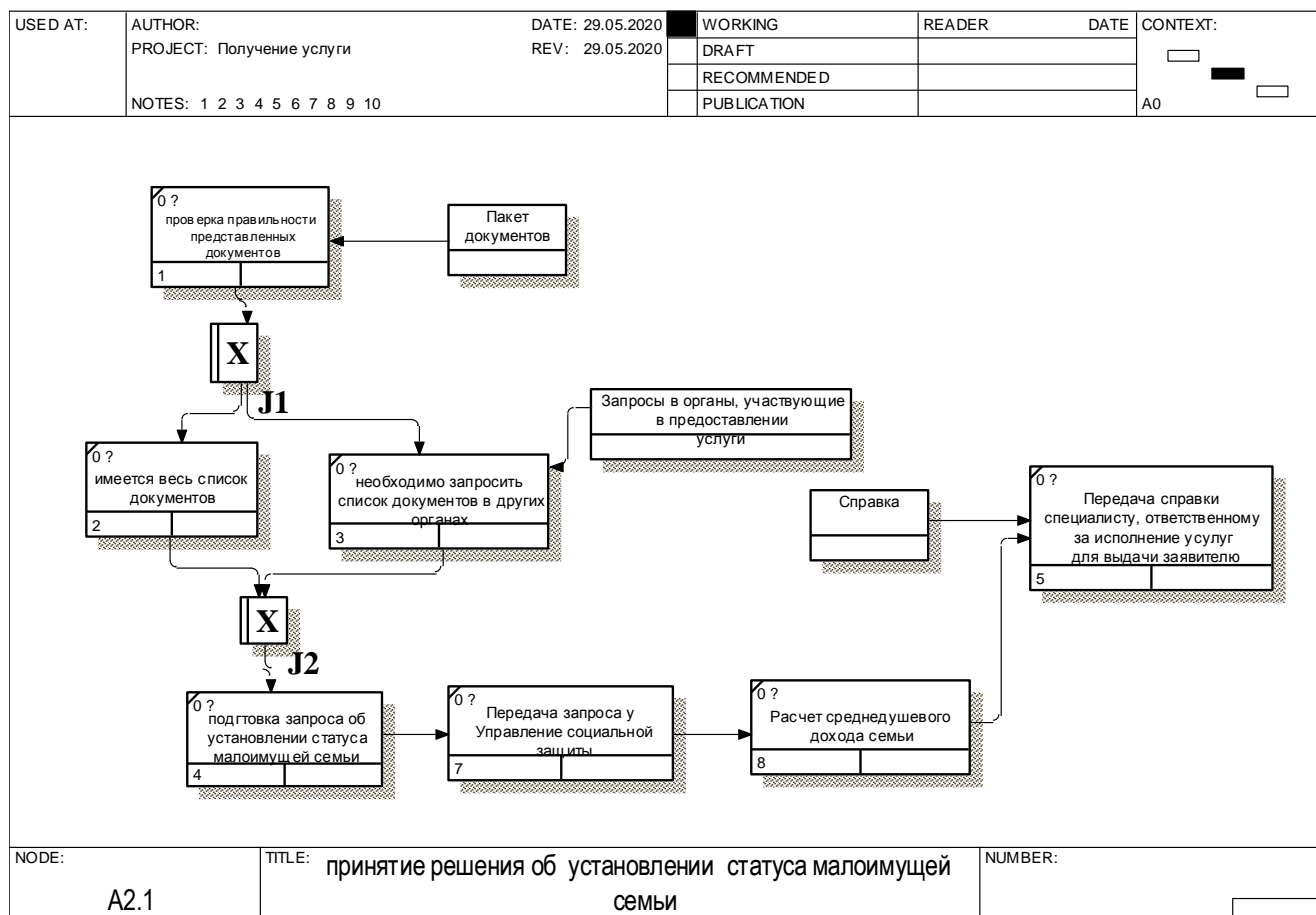 USED AT:
AUTHOR:
DATE: 29.05.2020
PROJECT: Получение услуги
REV: 29.05.2020
NOTES: 1 2 3 4 5 6 7 8 9 10
WORKING
DRAFT
RECOMMENDED
PUBLICATION
READER
DATE
CONTEXT:
A0
0 ?
проверка правильности
представленных
документов
1
Пакет
документов
X
J1
Запросы в органы, участвующие
в предоставлении
услуги
0 ?
имеется весь список
документов
2
0 ?
необходимо запросить
список документов в других
органах
3
Справка
0 ?
Передача справки
специалисту, ответственному
за исполнение усулуг
для выдачи заявителю
5
X
J2
0 ?
подгтовка запроса об
установлении статуса
малоимущей семьи
4
0 ?
Передача запроса у
Управление социальной
защиты
7
0 ?
Расчет среднедушевого
дохода семьи
8
NODE:
A2.1
TITLE:
принятие решения об установлении статуса малоимущей
семьи
NUMBER: